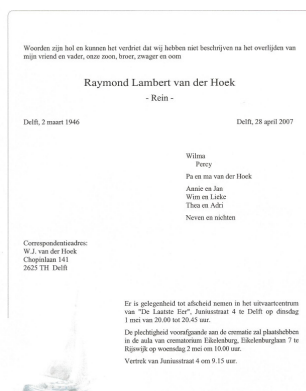 Woorden zijn hol en kunnen het verdriet dat wij hebben niet beschrijven na het overlijden van
mijn vriend en vader, onze zoon, broer, zwager en oom
Raymond Lambert van der Hoek
- Rein -
Delft, 2 maart 1946
Delft, 28 april 2007
Wilma
Percy
Pa en ma van der Hoek
Annie en Jan
Wim en Lieke
Thea en Adri
Neven en nichten
Correspondentieadres:
W.J. van der Hoek
Chopinlaan 141
2625 TH Delft
Er is gelegenheid tot afscheid nemen in het uitvaartcentrum
van "De Laatste Eer", Juniusstraat 4 te Delft op dinsdag
1 mei van 20.00 tot 20.45 uur.
De plechtigheid voorafgaande aan de crematie zal plaatshebben
in de aula van crematorium Eikelenburg, Eikelenburglaan 7 te
Rijswijk op woensdag 2 mei om 10.00 uur.
Vertrek van Juniusstraat 4 om 9.15 uur.